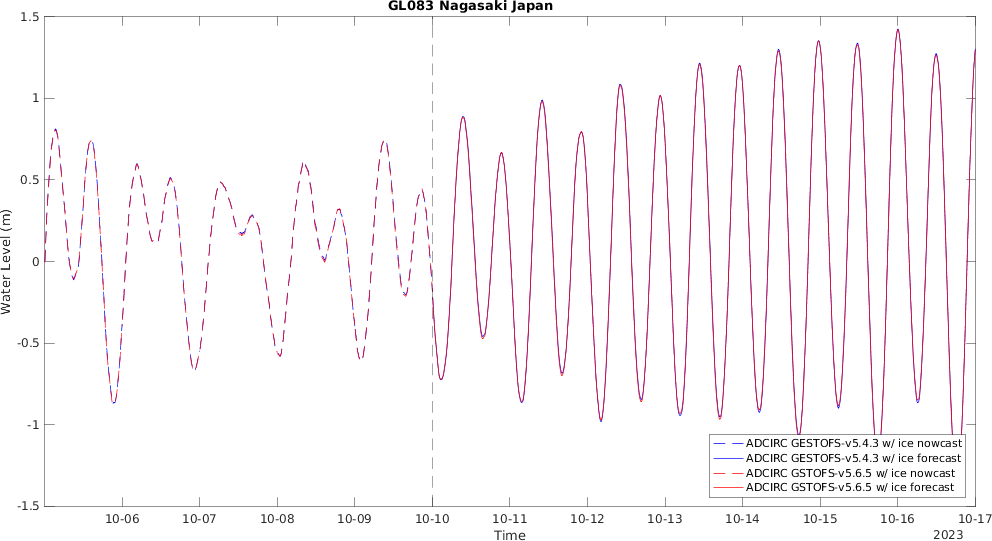 GL083 Nagasaki Japan
1.5
1
0.5
0
-0.5
-1
-1.5
Water Level (m)
10-06 10-07 10-08 10-09 10-10 10-11 10-12 10-13 10-14 10-15 10-16 10-17
Time
2023
ADCIRC GESTOFS-v5.4.3 w/ ice nowcast
ADCIRC GESTOFS-v5.4.3 w/ ice forecast
ADCIRC GSTOFS-v5.6.5 w/ ice nowcast
ADCIRC GSTOFS-v5.6.5 w/ ice forecast